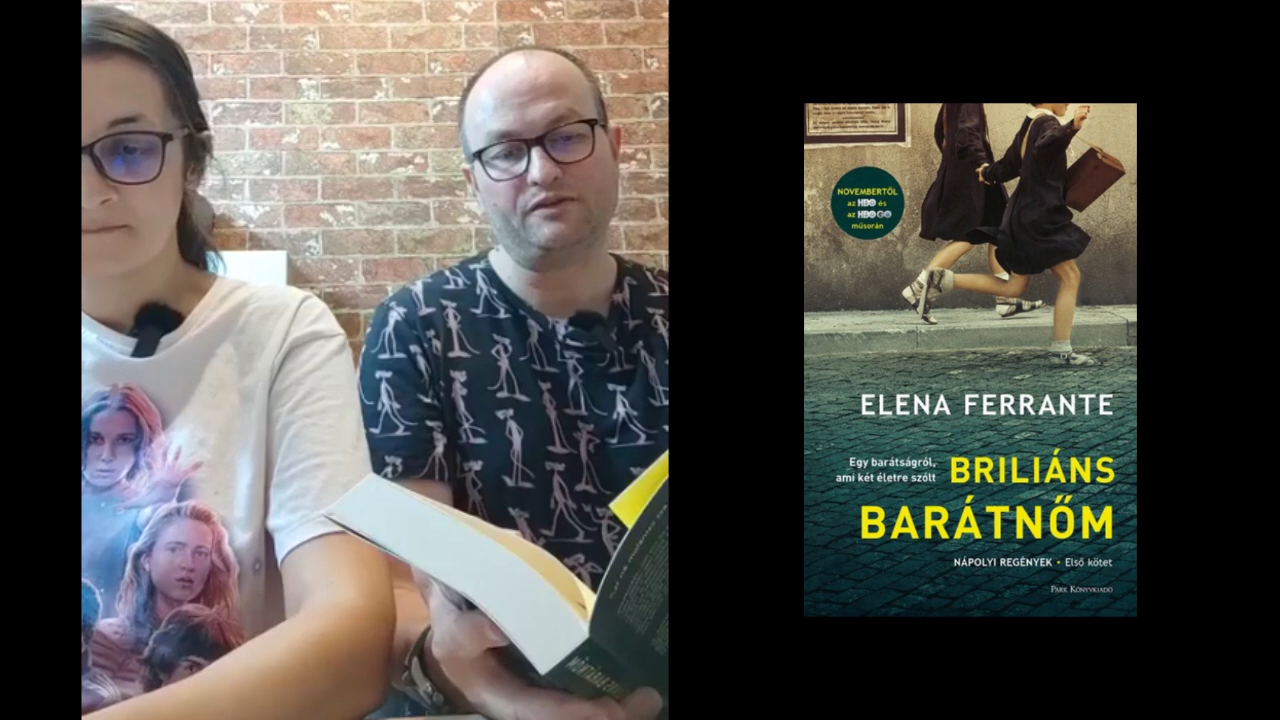 NOVEMBERTŐL
az HBO és
az HBO GO
műsorán
ELENA FERRANTE
Egy barátságról,
ami két életre szólt
BRILIÁNS
BARÁTNŐM
NÁPOLYI REGÉNYEK • Első kötet
PARK KÖNYVKIADÓ